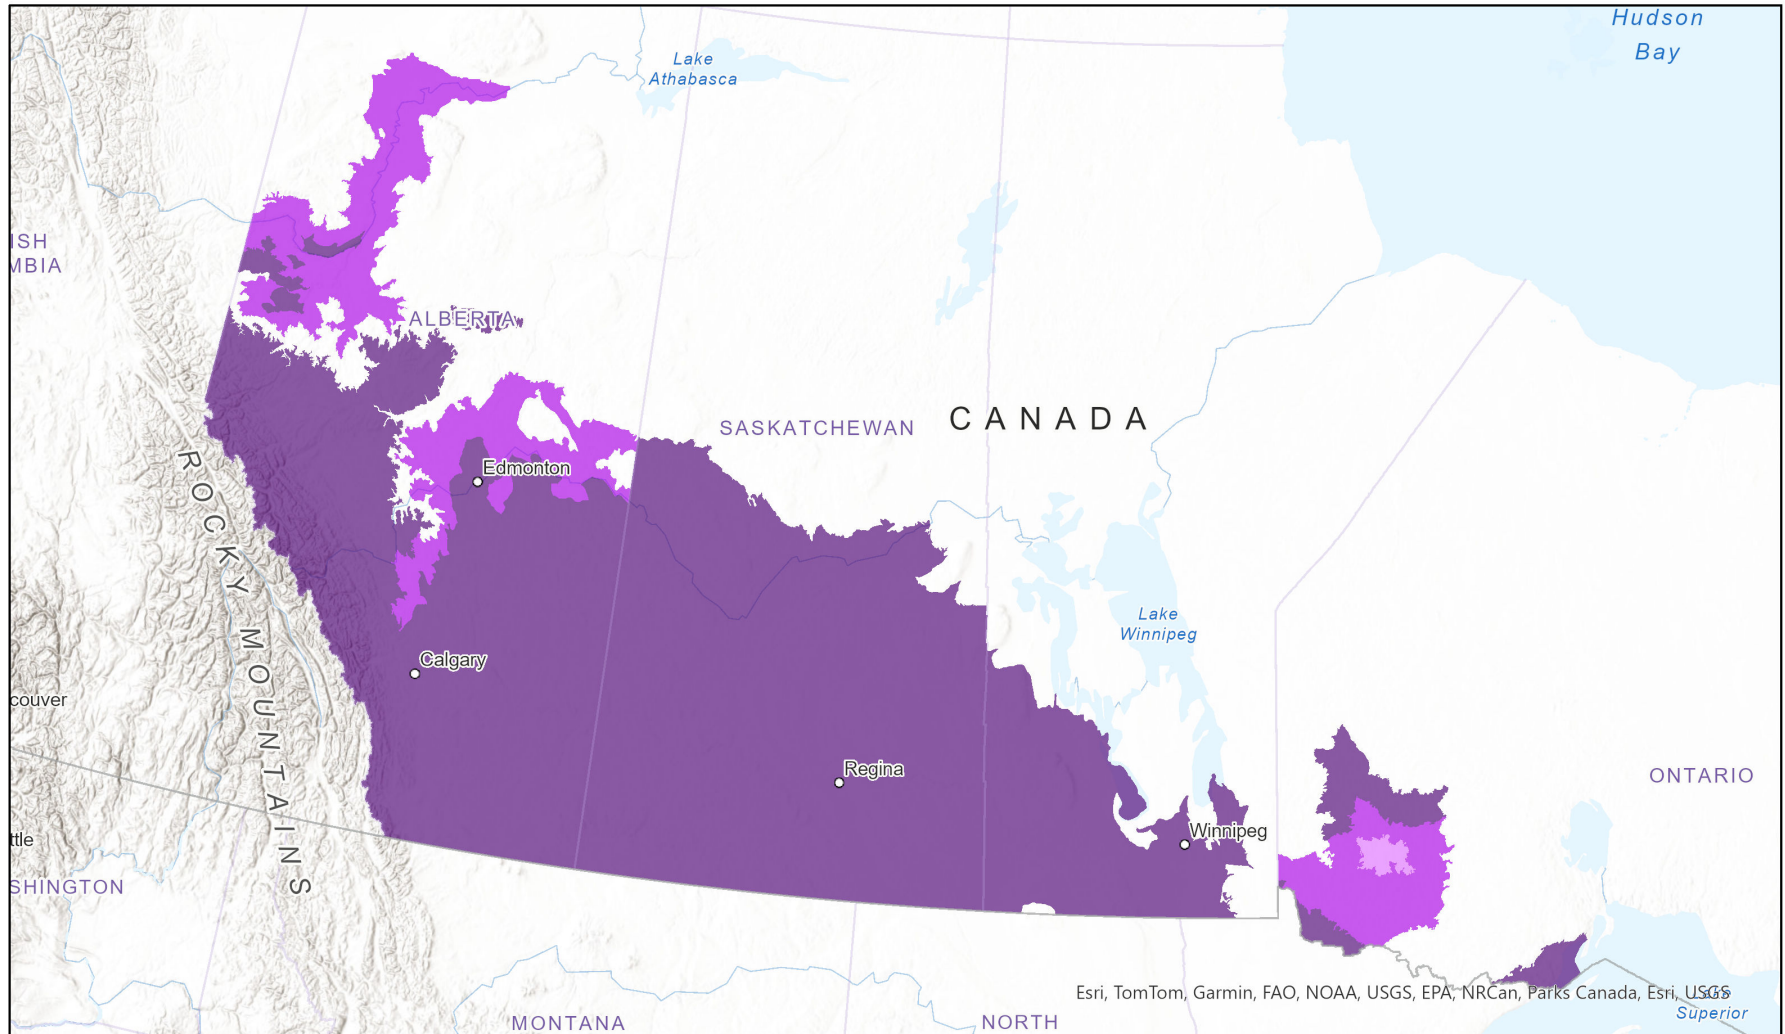 Hudson
Bay
Lake
Athabasca
ISH
MBIA
ALBERTA
SASKATCHEWAN
CANADA
Edmonton
ROCKY MOUNTAINS
Lake
Winnipeg
Calgary
couver
Regina
ONTARIO
Winnipeg
ttle
SHINGTON
Esri, TomTom, Garmin, FAO, NOAA, USGS, EPA, NRCan, Parks Canada, Esri, USGS
Lake
Superior
MONTANA
NORTH